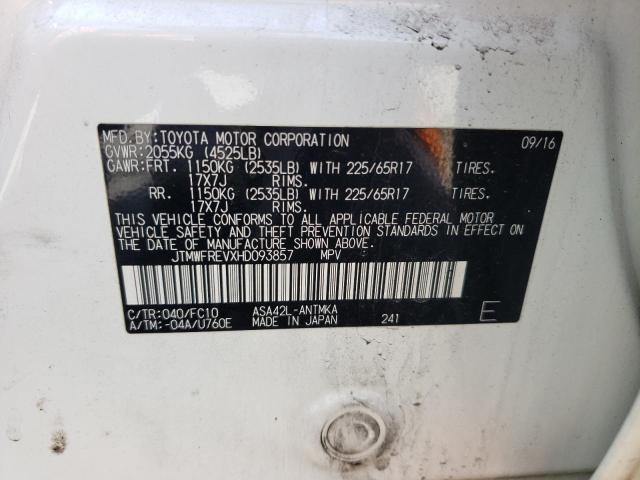 MFD. BY: TOYOTA MOTOR CORPORATION 09/16
GVWR: 2055KG (4525LB)
GAWR: FRT. 1150KG (2535LB) WITH 225/65R17 TIRES.
17X7J RIMS.
RR. 1150KG (2535LB) WITH 225/65R17 TIRES.
17X7J RIMS.
THIS VEHICLE CONFORMS TO ALL APPLICABLE FEDERAL MOTOR
VEHICLE SAFETY AND THEFT PREVENTION STANDARDS IN EFFECT ON
THE DATE OF MANUFACTURE SHOWN ABOVE.
JTMWFREVXHD093857 MPV
C/TR: 040/FC10 ASA42L-ANTMKA
A/TM: -04A/U760E MADE IN JAPAN 241 E